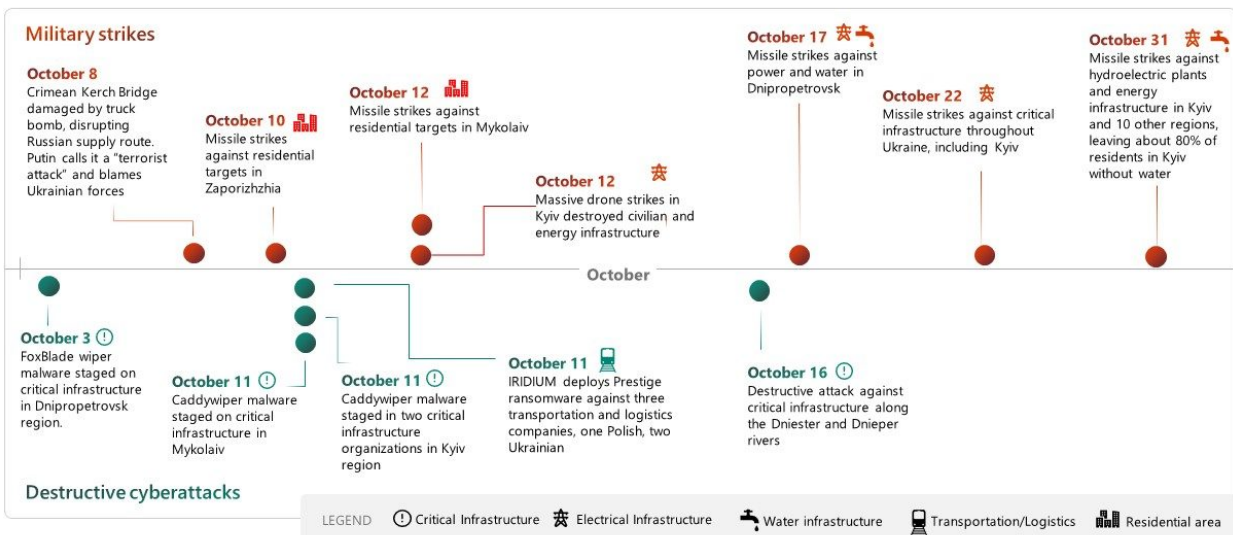 Military strikes
October 8
Crimean Kerch Bridge
damaged by truck
bomb, disrupting
Russian supply route.
Putin calls it a "terrorist
attack" and blames
Ukrainian forces
October 10
Missile strikes
against residential
targets in
Zaporizhzhia
October 12
Missile strikes against
residential targets in Mykolaiv
October 12
Massive drone strikes in
Kyiv destroyed civilian and
energy infrastructure
October 17
Missile strikes against
power and water in
Dnipropetrovsk
October 22
Missile strikes against critical
infrastructure throughout
Ukraine, including Kyiv
October 31
Missile strikes against
hydroelectric plants
and energy
infrastructure in Kyiv
and 10 other regions,
leaving about 80% of
residents in Kyiv
without water
October
October 3
FoxBlade wiper
malware staged on
critical infrastructure
in Dnipropetrovsk
region.
October 11
Caddywiper malware
staged on critical
infrastructure in
Mykolaiv
October 11
Caddywiper malware
staged in two critical
infrastructure
organizations in Kyiv
region
October 11
IRIDIUM deploys Prestige
ransomware against three
transportation and logistics
companies, one Polish, two
Ukrainian
October 16
Destructive attack against
critical infrastructure along
the Dniester and Dnieper
rivers
Destructive cyberattacks
LEGEND
Critical Infrastructure
Electrical Infrastructure
Water infrastructure
Transportation/Logistics
Residential area